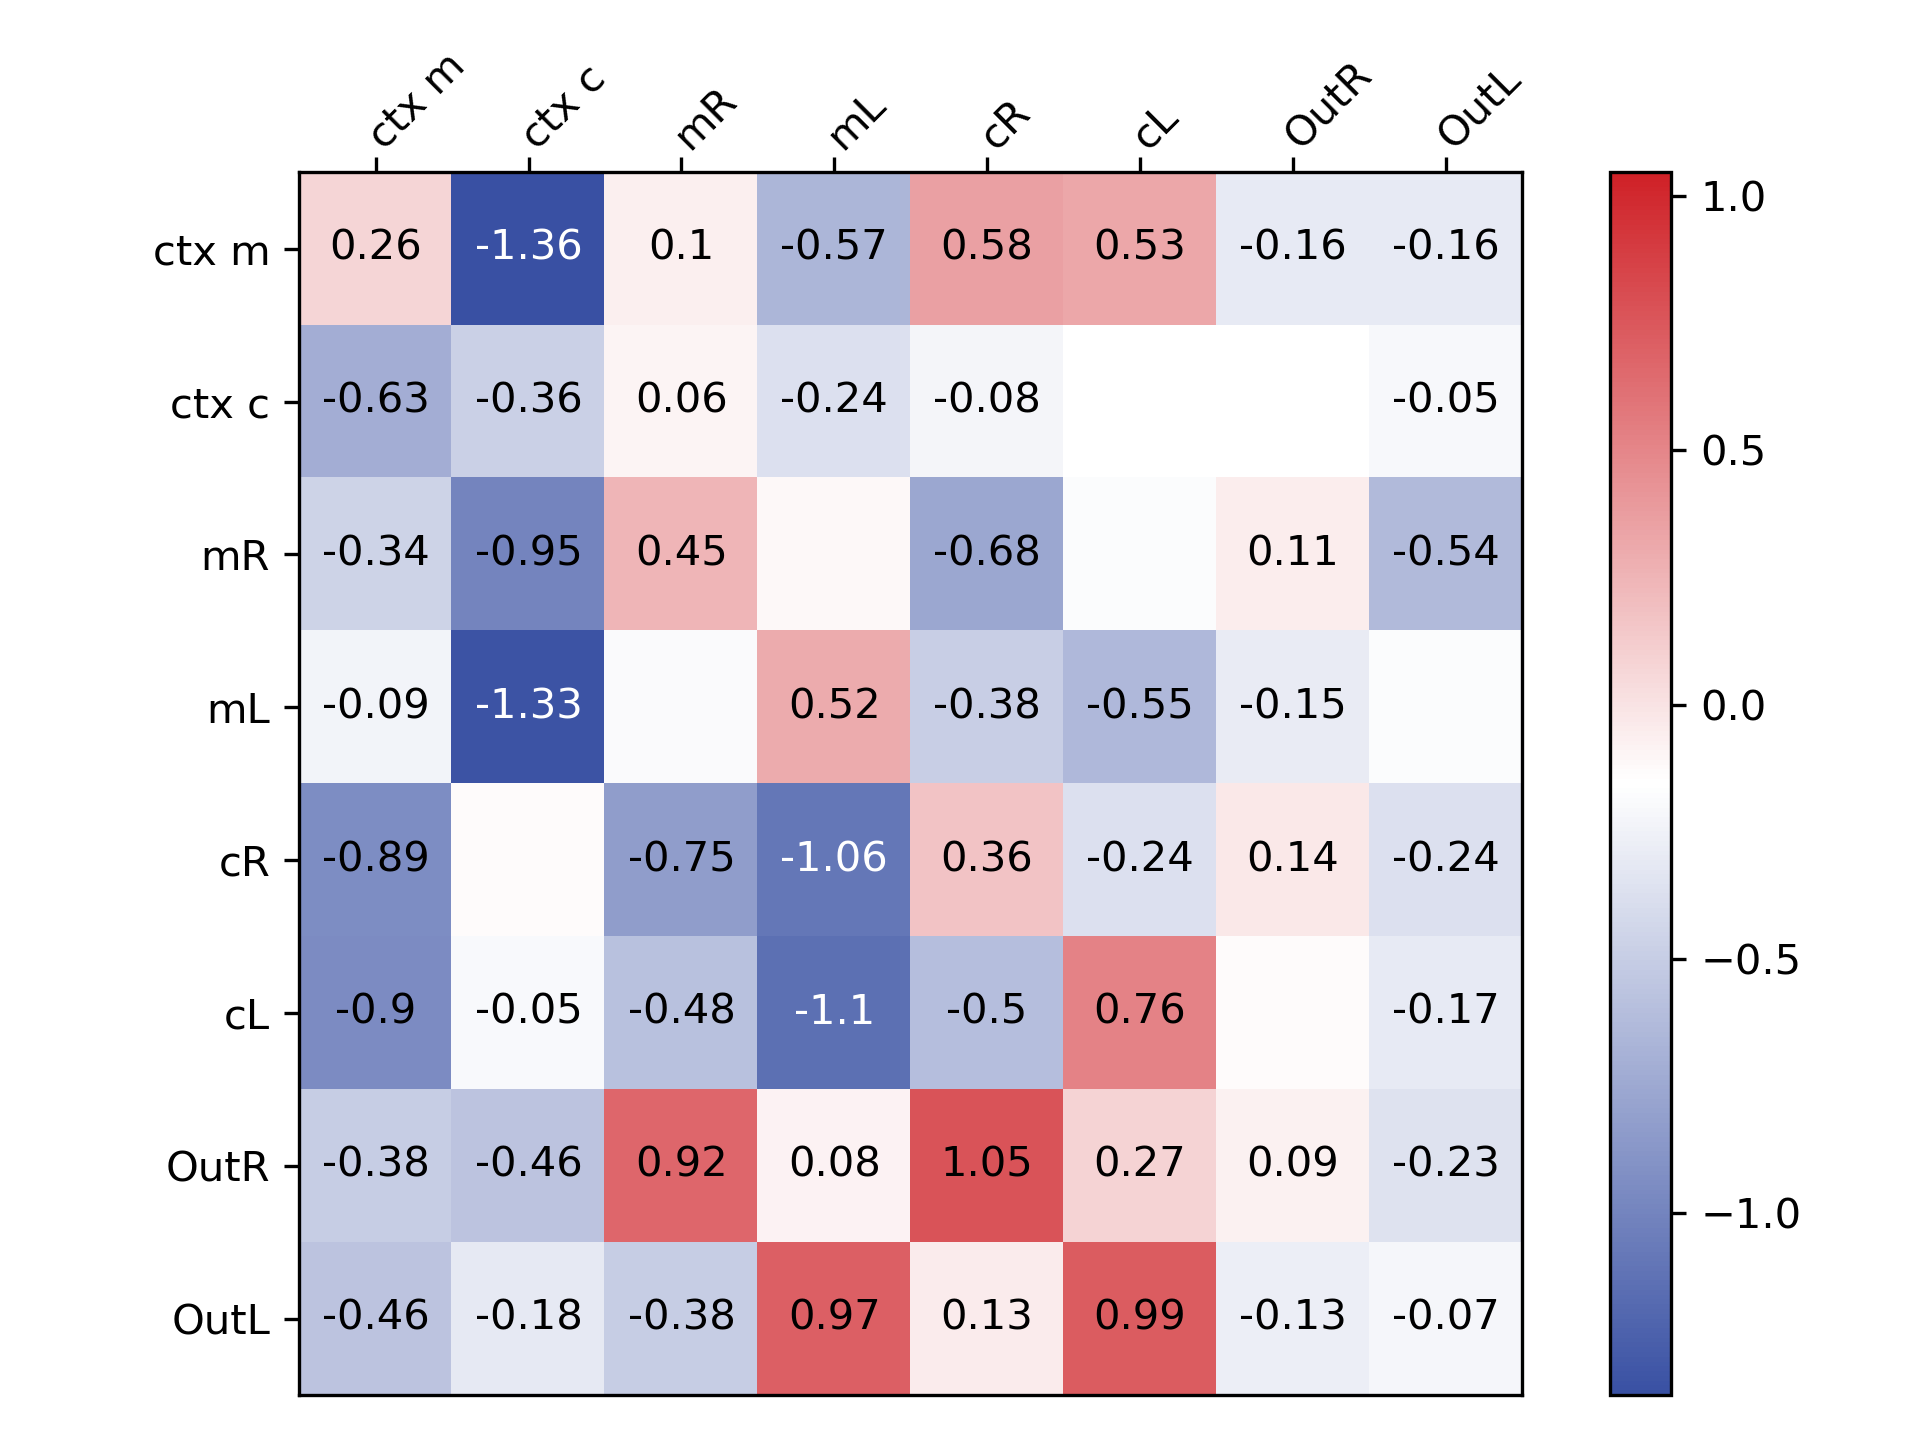 ctx m ctx c mR mL cR cL OutR OutL
ctx m 0.26 -1.36 0.1 -0.57 0.58 0.53 -0.16 -0.16
ctx c -0.63 -0.36 0.06 -0.24 -0.08 -0.05
mR -0.34 -0.95 0.45 -0.68 0.11 -0.54
mL -0.09 -1.33 0.52 -0.38 -0.55 -0.15
cR -0.89 -0.75 -1.06 0.36 -0.24 0.14 -0.24
cL -0.9 -0.05 -0.48 -1.1 -0.5 0.76 -0.17
OutR -0.38 -0.46 0.92 0.08 1.05 0.27 0.09 -0.23
OutL -0.46 -0.18 -0.38 0.97 0.13 0.99 -0.13 -0.07
1.0
0.5
0.0
−0.5
−1.0